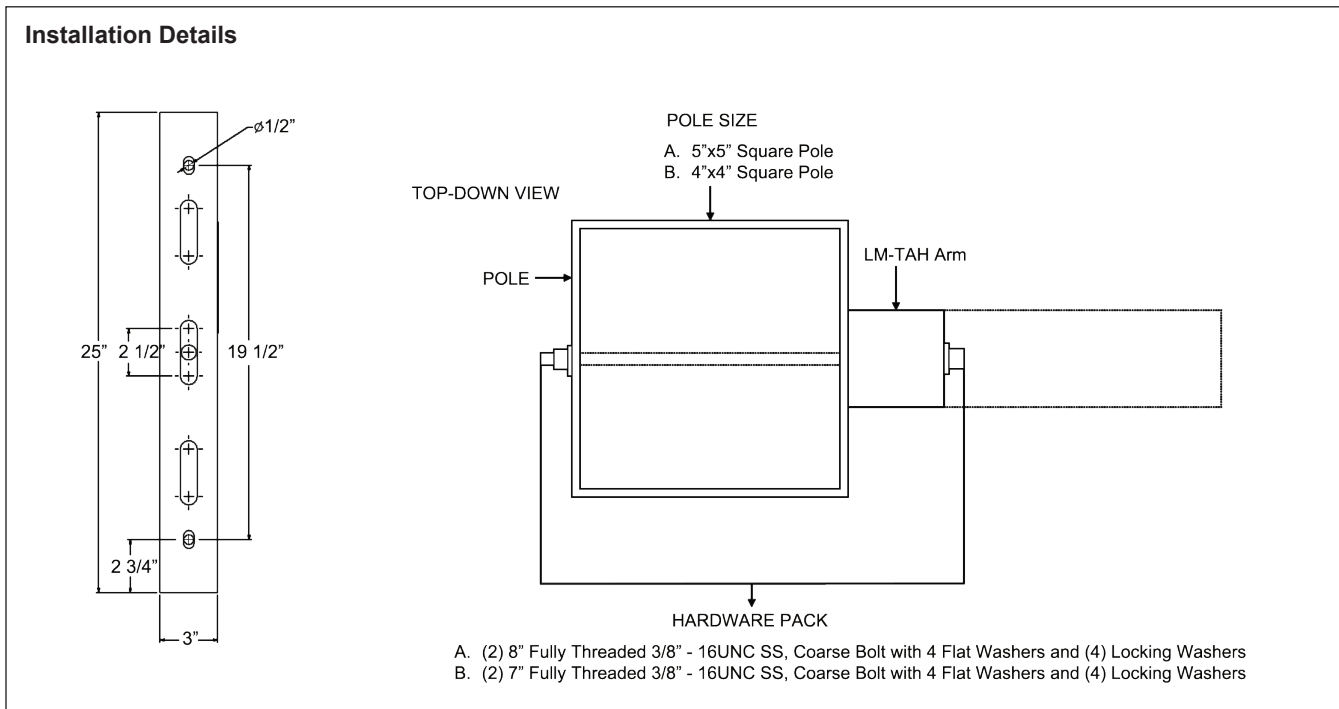 Installation Details
ø1/2”
25”
2 1/2”
19 1/2”
2 3/4”
3”
TOP-DOWN VIEW
POLE SIZE
A. 5”x5” Square Pole
B. 4”x4” Square Pole
POLE
LM-TAH Arm
HARDWARE PACK
A. (2) 8” Fully Threaded 3/8” - 16UNC SS, Coarse Bolt with 4 Flat Washers and (4) Locking Washers
B. (2) 7” Fully Threaded 3/8” - 16UNC SS, Coarse Bolt with 4 Flat Washers and (4) Locking Washers